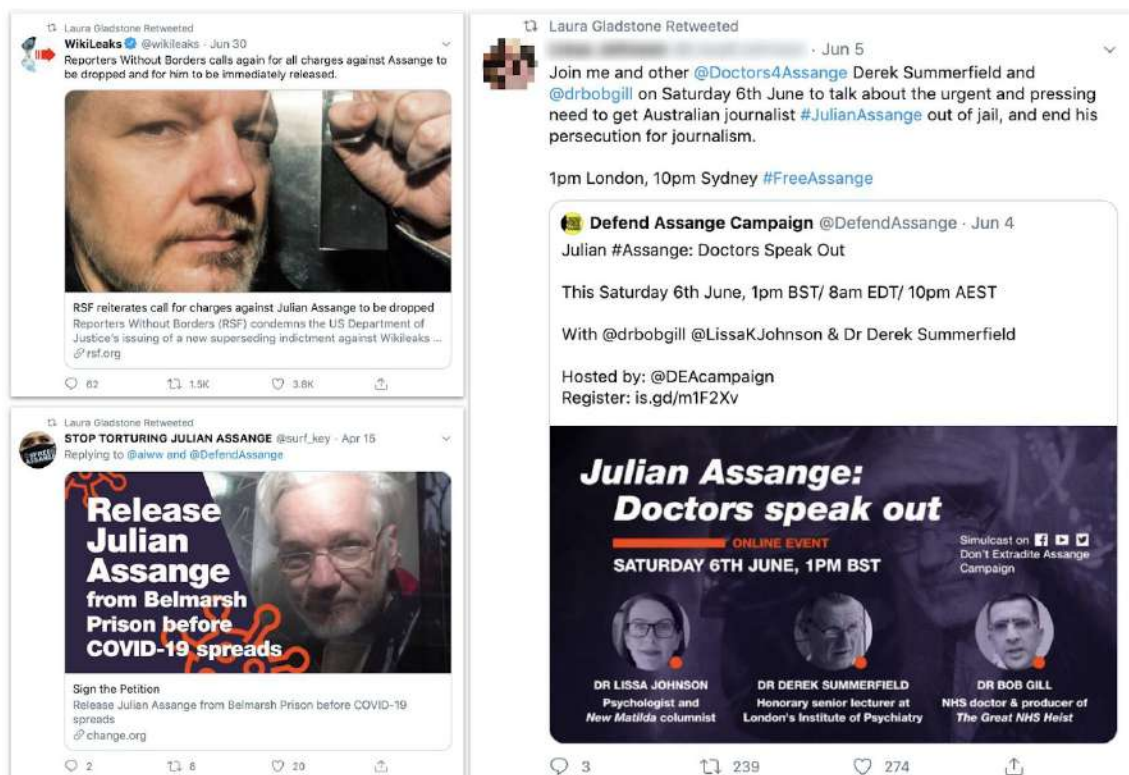 Laura Gladstone Retweeted
WikiLeaks @wikileaks · Jun 30
Reporters Without Borders calls again for all charges against Assange to
be dropped and for him to be immediately released.
RSF reiterates call for charges against Julian Assange to be dropped
Reporters Without Borders (RSF) condemns the US Department of
Justice's issuing of a new superseding indictment against Wikileaks ...
rsf.org
62 1.5K 3.8K
Laura Gladstone Retweeted
STOP TORTURING JULIAN ASSANGE @surf_key · Apr 15
Replying to @aiww and @DefendAssange
Release
Julian
Assange
from Belmarsh
Prison before
COVID-19 spreads
Sign the Petition
Release Julian Assange from Belmarsh Prison before COVID-19
spreads
change.org
2 6 20
Laura Gladstone Retweeted
· Jun 5
Join me and other @Doctors4Assange Derek Summerfield and
@drbobgill on Saturday 6th June to talk about the urgent and pressing
need to get Australian journalist #JulianAssange out of jail, and end his
persecution for journalism.
1pm London, 10pm Sydney #FreeAssange
Defend Assange Campaign @DefendAssange · Jun 4
Julian #Assange: Doctors Speak Out
This Saturday 6th June, 1pm BST/ 8am EDT/ 10pm AEST
With @drbobgill @LissaKJohnson & Dr Derek Summerfield
Hosted by: @DEAcampaign
Register: is.gd/m1F2Xv
Julian Assange:
Doctors speak out
ONLINE EVENT
SATURDAY 6TH JUNE, 1PM BST
Simulcast on
Don't Extradite Assange
Campaign
DR LISSA JOHNSON
Psychologist and
New Matilda columnist
DR DEREK SUMMERFIELD
Honorary senior lecturer at
London's Institute of Psychiatry
DR BOB GILL
NHS doctor & producer of
The Great NHS Heist
3 239 274